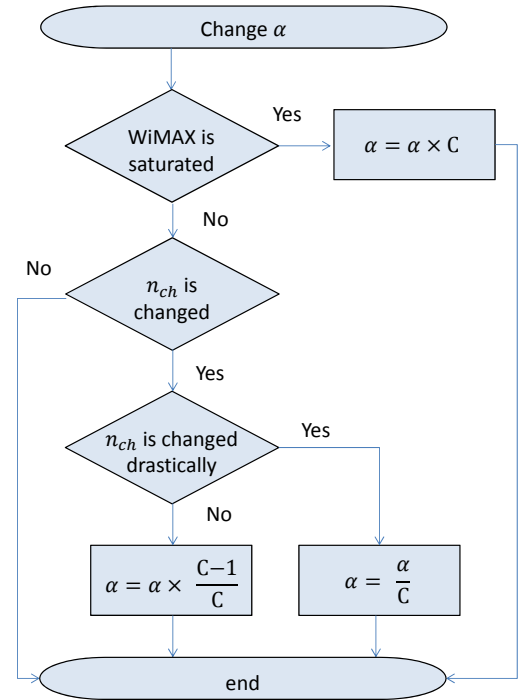 Change α
WiMAX is
saturated
Yes
α = α × C
No
No
n_ch is
changed
Yes
n_ch is changed
drastically
Yes
No
α = α × (C−1)/C
α = α/C
end